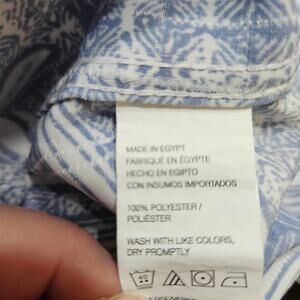 MADE IN EGYPT
FABRIQUÉ EN ÉGYPTE
HECHO EN EGIPTO
CON INSUMOS IMPORTADOS
100% POLYESTER /
POLIÉSTER
WASH WITH LIKE COLORS,
DRY PROMPTLY
40